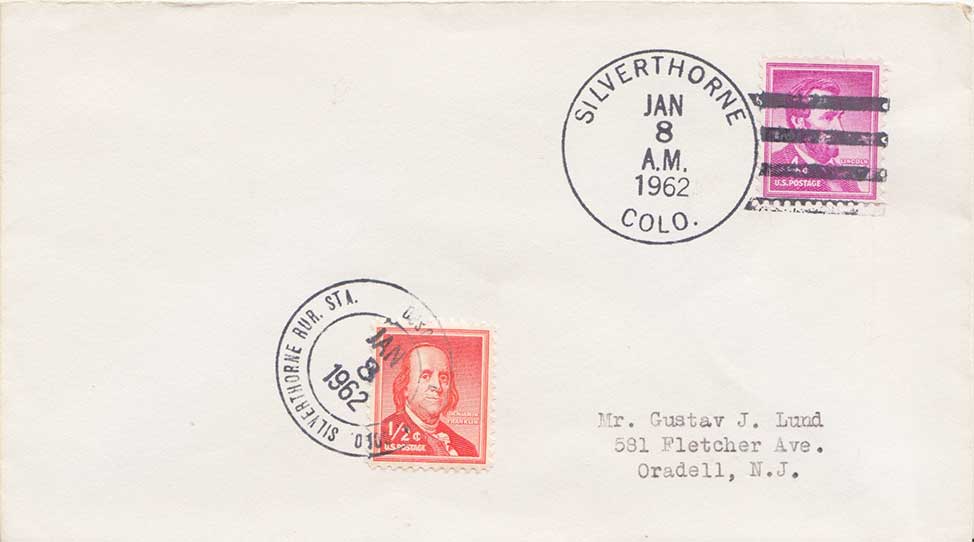 SILVERTHORNE
JAN
8
A.M.
1962
COLO.
LINCOLN
¢
U.S. POSTAGE
SILVERTHORNE RUR. STA.
JAN
8
1962
BENJAMIN
FRANKLIN
1/2¢
U.S. POSTAGE
Mr. Gustav J. Lund
581 Fletcher Ave.
Oradell, N.J.